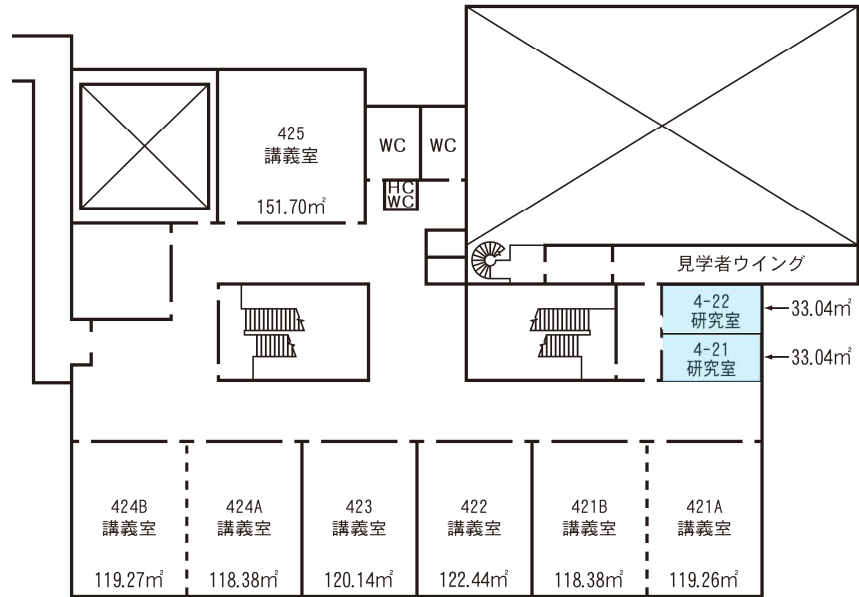 425
講義室
151.70㎡
WC
WC
HC
WC
見学者ウイング
4-22
研究室
33.04㎡
4-21
研究室
33.04㎡
424B
講義室
119.27㎡
424A
講義室
118.38㎡
423
講義室
120.14㎡
422
講義室
122.44㎡
421B
講義室
118.38㎡
421A
講義室
119.26㎡